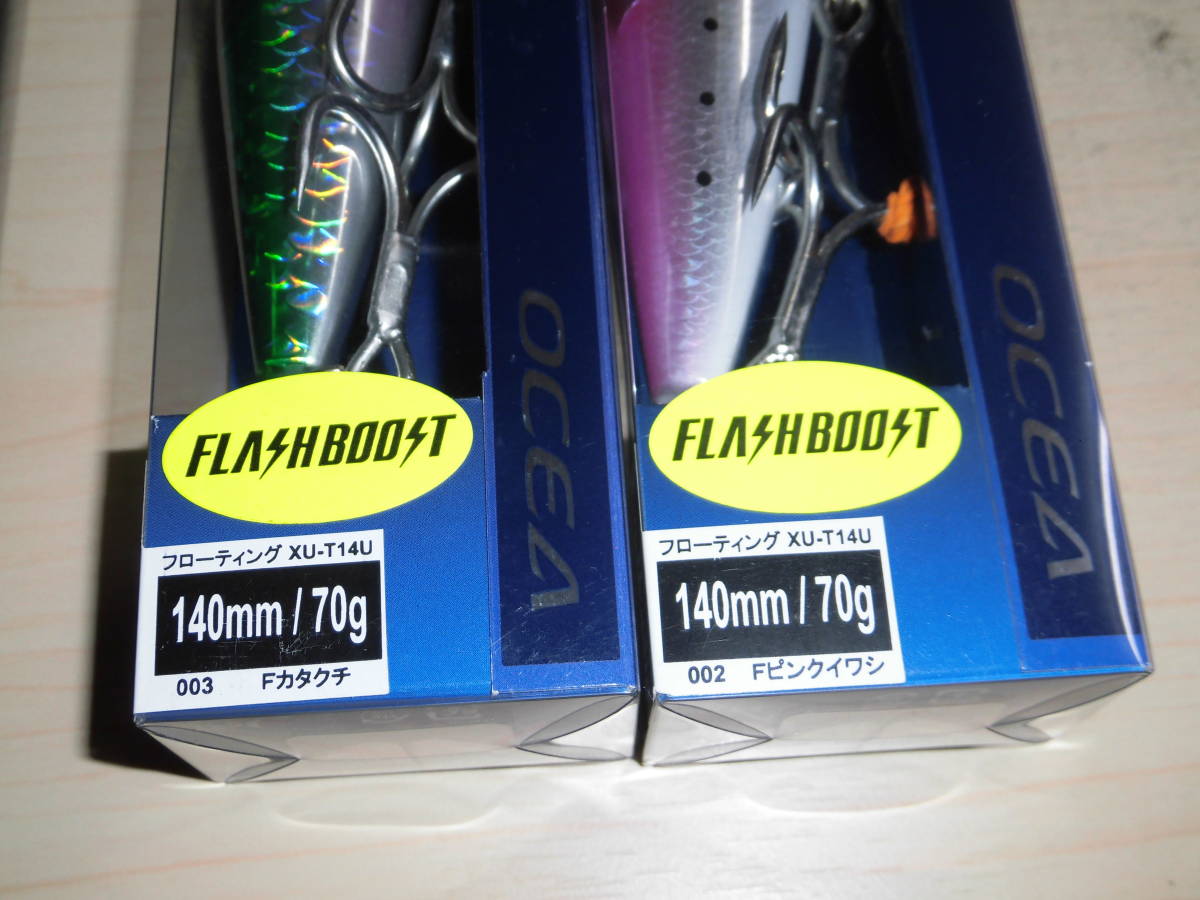 FLASHBOOST
OCEA
フローティング XU-T14U
140mm / 70g
003 Fカタクチ
FLASHBOOST
OCEA
フローティング XU-T14U
140mm / 70g
002 Fピンクイワシ